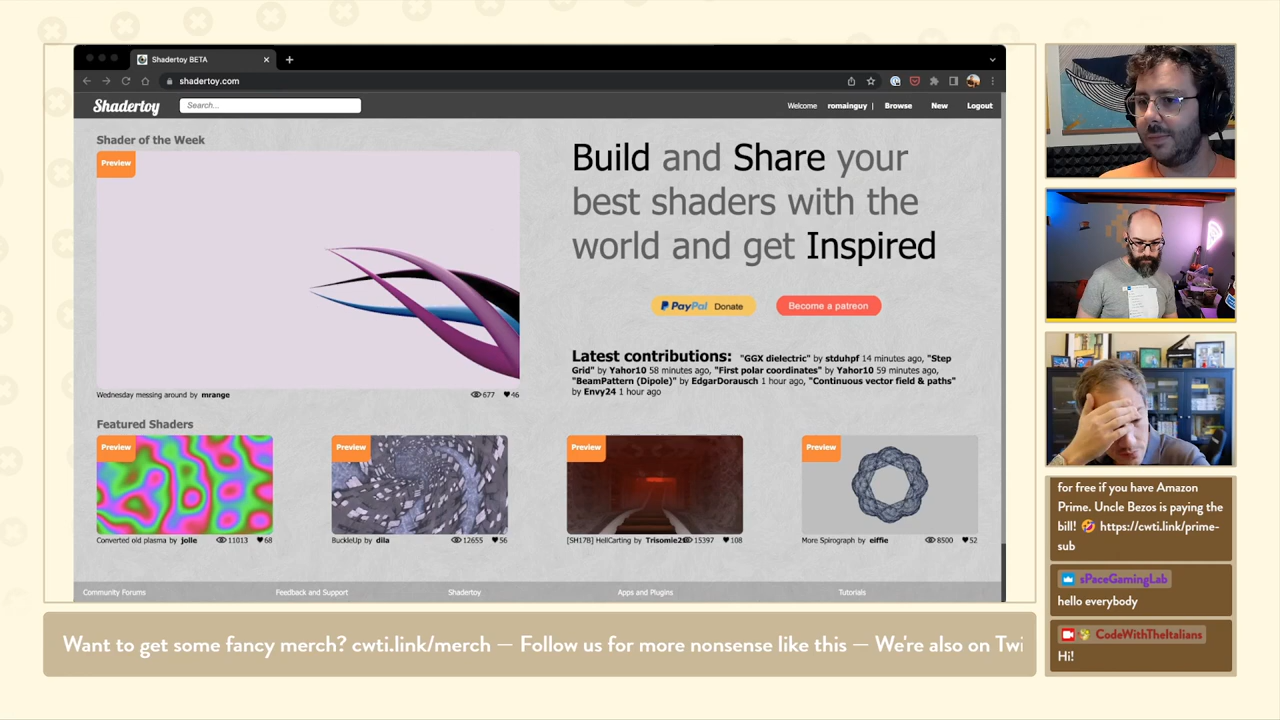 Shadertoy BETA
shadertoy.com
Shadertoy
Search...
Welcome romainguy | Browse New Logout
Shader of the Week
Preview
Wednesday messing around by mrange
677 46
Build and Share your
best shaders with the
world and get Inspired
PayPal Donate
Become a patreon
Latest contributions: "GGX dielectric" by stduhpf 14 minutes ago, "Step
Grid" by Yahor10 58 minutes ago, "First polar coordinates" by Yahor10 59 minutes ago,
"BeamPattern (Dipole)" by EdgarDorausch 1 hour ago, "Continuous vector field & paths"
by Envy24 1 hour ago
Featured Shaders
Preview
Converted old plasma by jolle 11013 68
Preview
BuckleUp by dila 12655 56
Preview
[SH17B] HellCarting by 15397 108
Preview
More Spirograph by eiffie 8500 52
Community Forums
Feedback and Support
Shadertoy
Apps and Plugins
Tutorials
for free if you have Amazon
Prime. Uncle Bezos is paying the
bill! 🤣 https://cwti.link/prime-
sub
sPaceGamingLab
hello everybody
CodeWithTheItalians
Hi!
Want to get some fancy merch? cwti.link/merch — Follow us for more nonsense like this — We're also on Twi